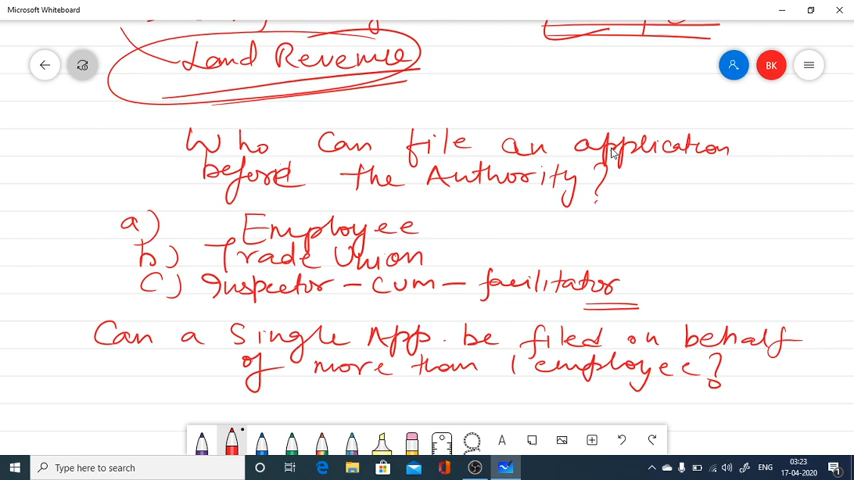 Microsoft Whiteboard
BK
Land Revenue
Who can file an application
before the Authority?
a) Employee
b) Trade Union
c) Inspector - cum - facilitator
Can a Single App. be filed on behalf
of more than 1 employee?
A
Type here to search
ENG
03:23
17-04-2020
1